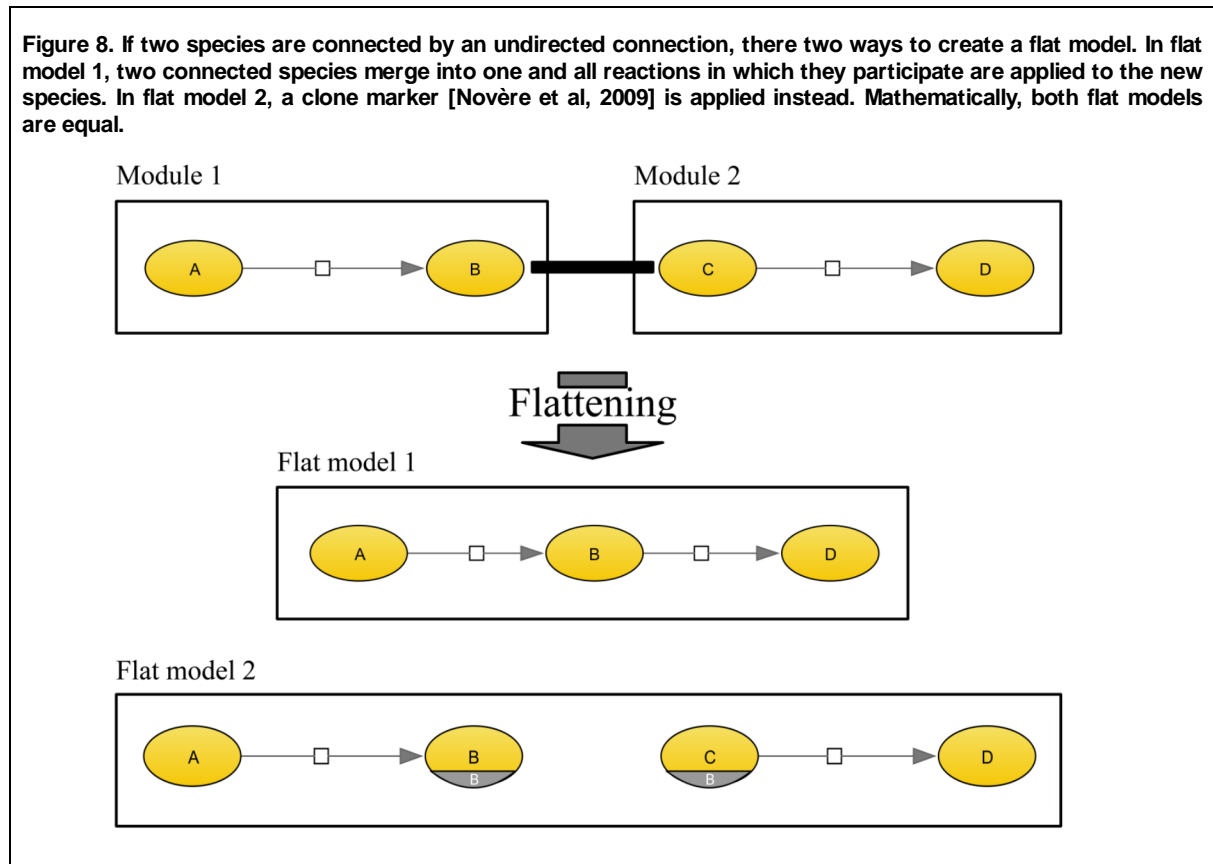 Figure 8. If two species are connected by an undirected connection, there two ways to create a flat model. In flat
model 1, two connected species merge into one and all reactions in which they participate are applied to the new
species. In flat model 2, a clone marker [Novère et al, 2009] is applied instead. Mathematically, both flat models
are equal.
Module 1
Module 2
A
B
C
D
Flattening
Flat model 1
A
B
D
Flat model 2
A
B
B
C
B
D